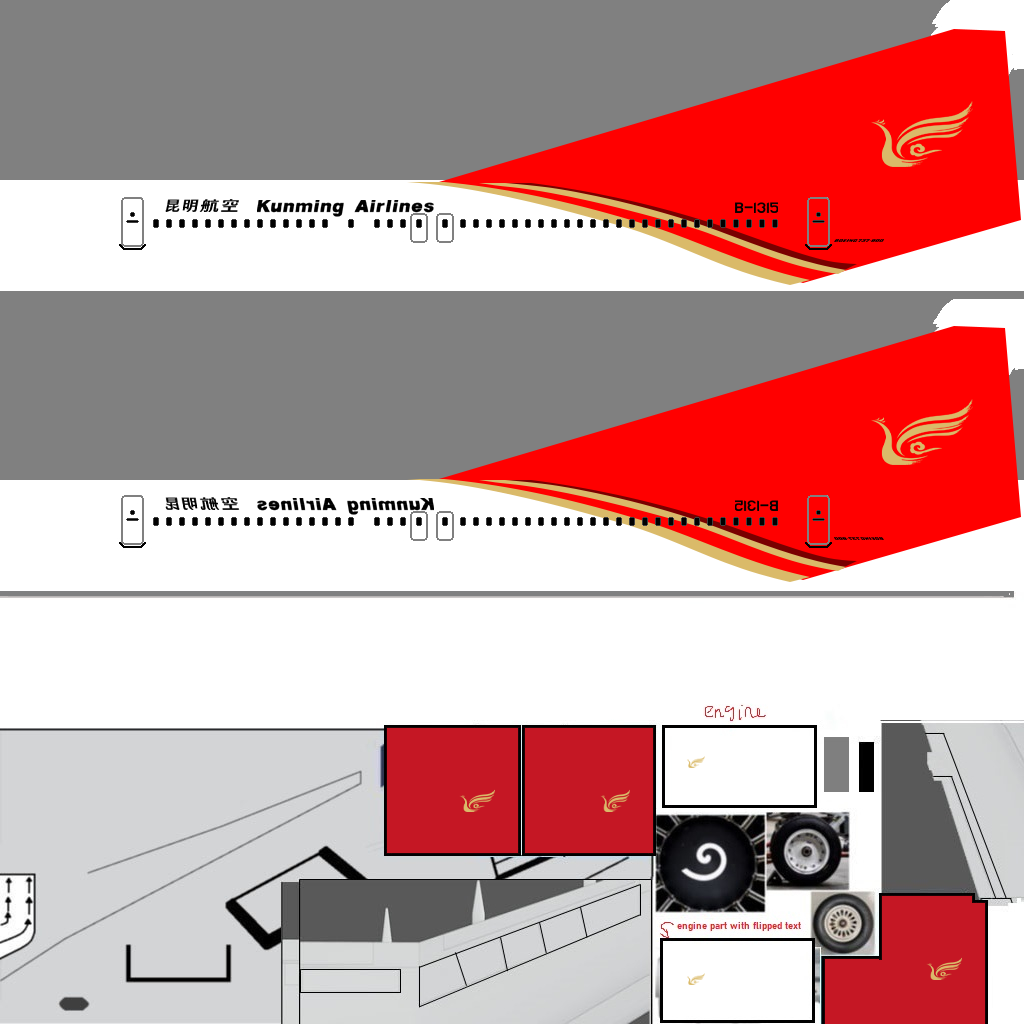 昆明航空 Kunming Airlines
B-1315
昆明航空 Kunming Airlines
B-1315
engine
engine part with flipped text